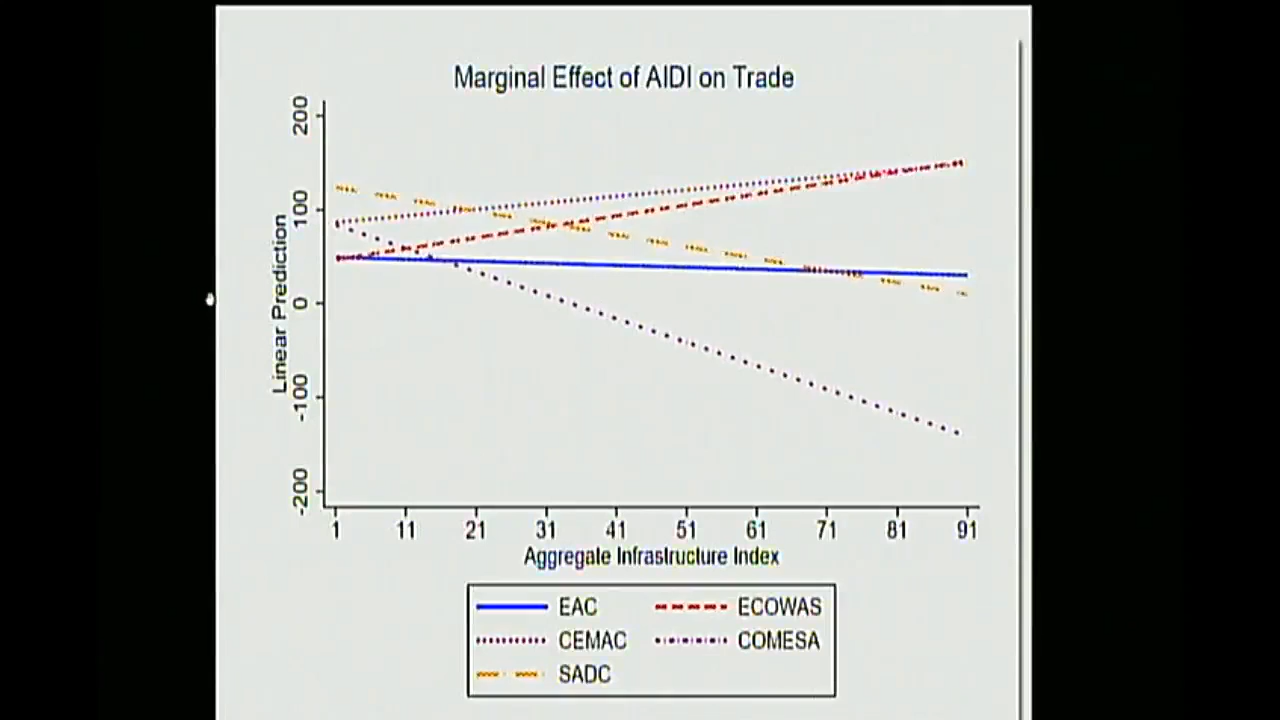 Marginal Effect of AIDI on Trade
200
100
0
-100
-200
Linear Prediction
1 11 21 31 41 51 61 71 81 91
Aggregate Infrastructure Index
EAC ECOWAS
CEMAC COMESA
SADC